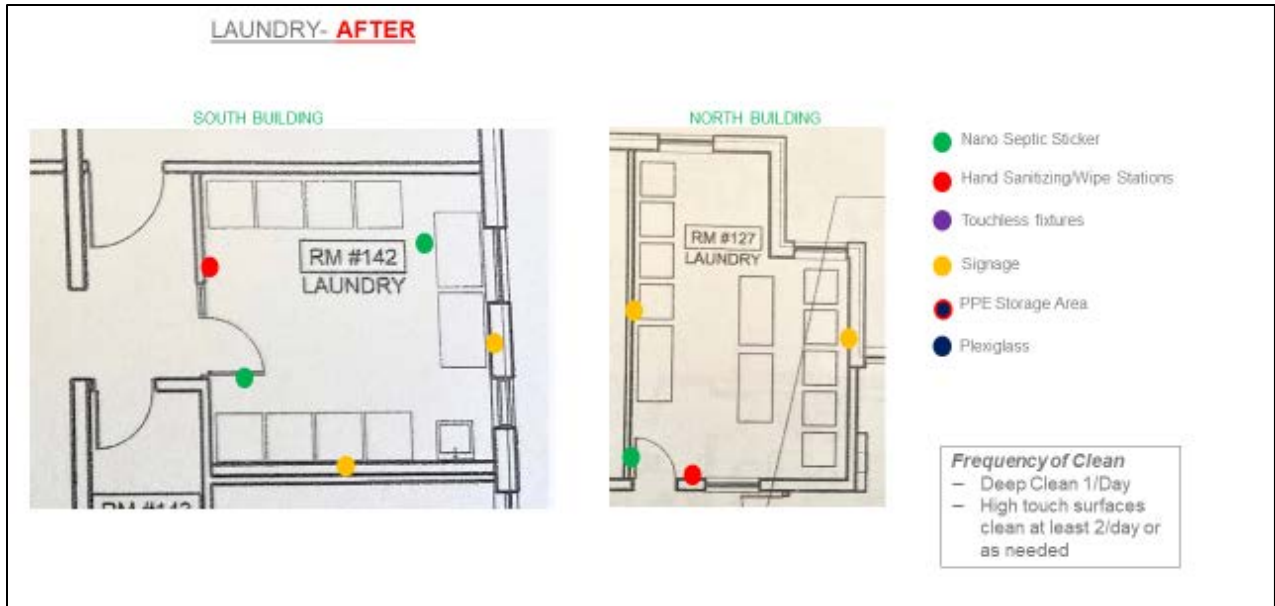 LAUNDRY- AFTER
SOUTH BUILDING
NORTH BUILDING
RM #142
LAUNDRY
RM #127
LAUNDRY
RM #143
Nano Septic Sticker
Hand Sanitizing/Wipe Stations
Touchless fixtures
Signage
PPE Storage Area
Plexiglass
Frequency of Clean
– Deep Clean 1/Day
– High touch surfaces
clean at least 2/day or
as needed